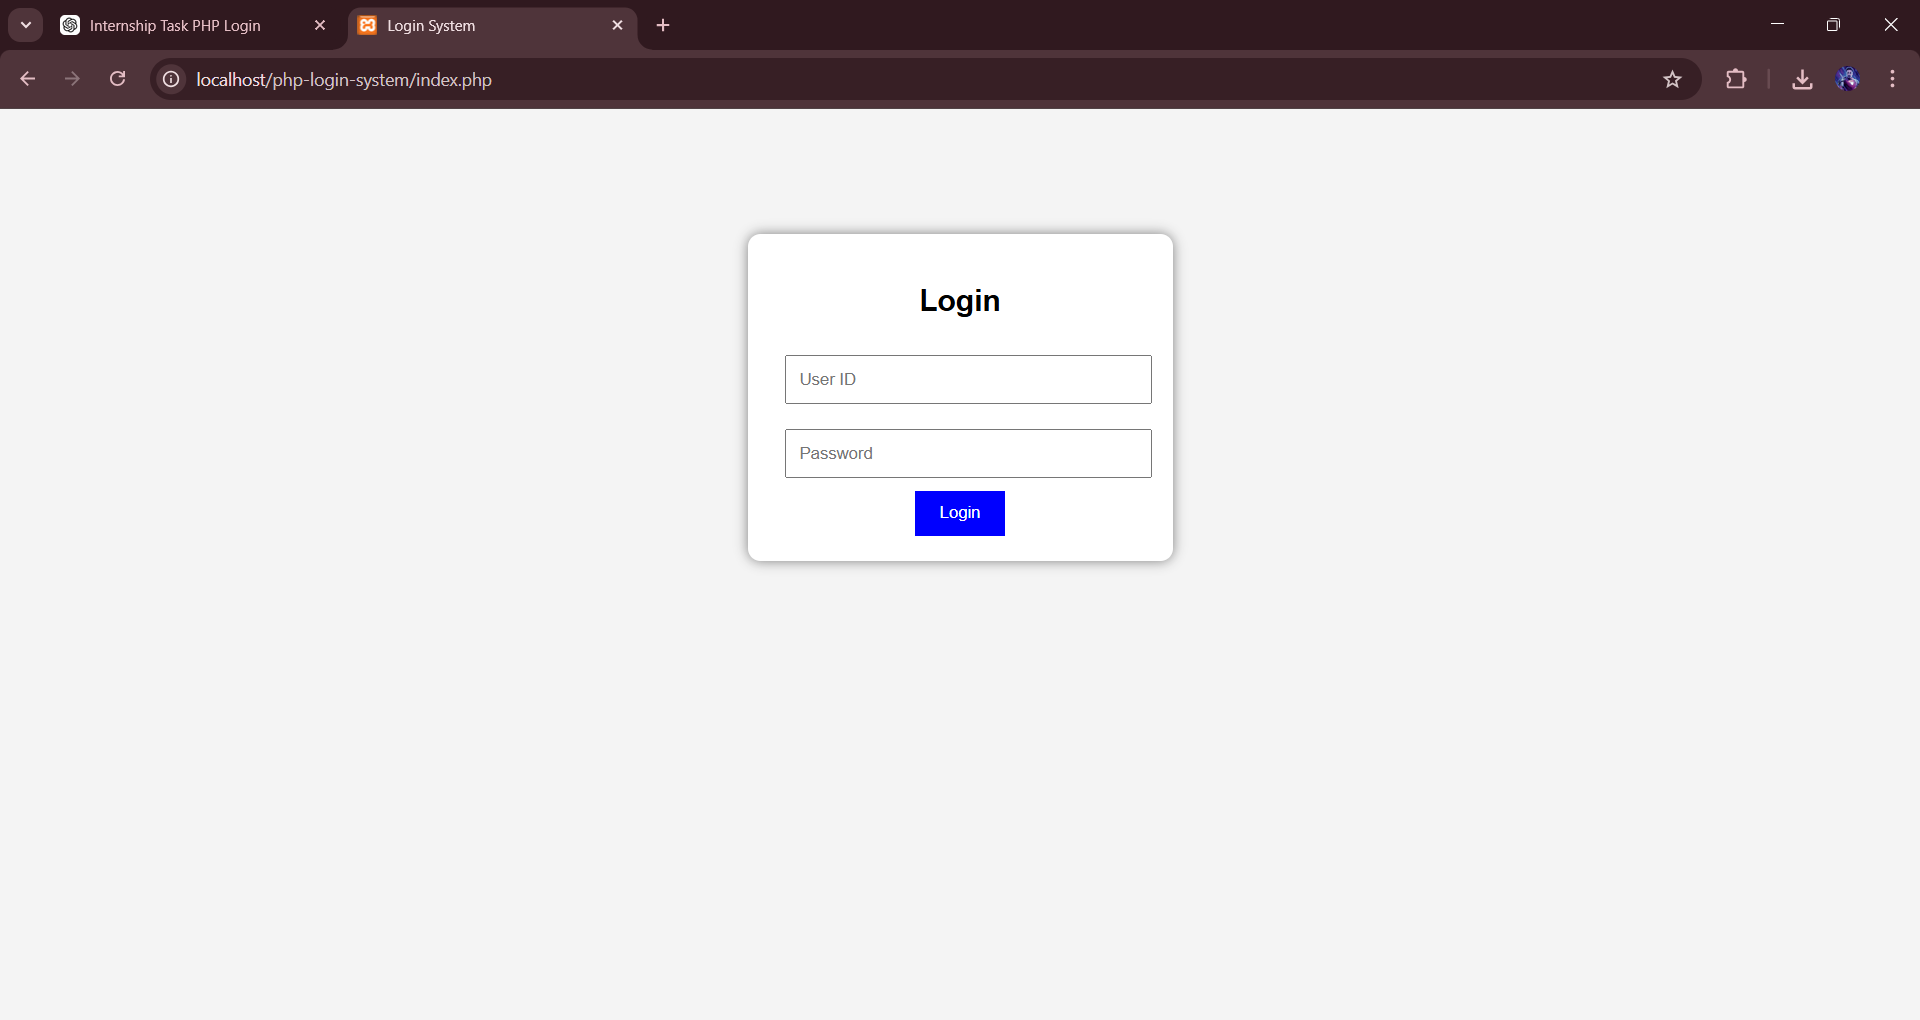 Internship Task PHP Login
Login System
localhost/php-login-system/index.php
Login
User ID
Password
Login